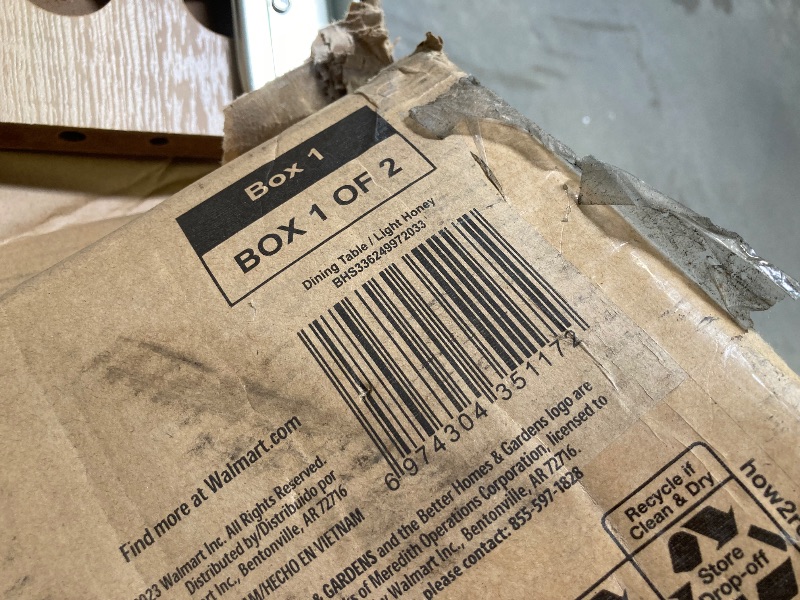 Box 1
BOX 1 OF 2
Dining Table / Light Honey
BHS336249972033
6 974304 351172
Find more at Walmart.com
2023 Walmart Inc. All Rights Reserved.
Distributed by/Distribuido por
Inc., Bentonville, AR 72716
HECHO EN VIETNAM
& GARDENS and the Better Homes & Gardens logo are
of Meredith Operations Corporation, licensed to
Walmart Inc., Bentonville, AR 72716.
please contact: 855-597-1828
Recycle if
Clean & Dry
Store
Drop-off